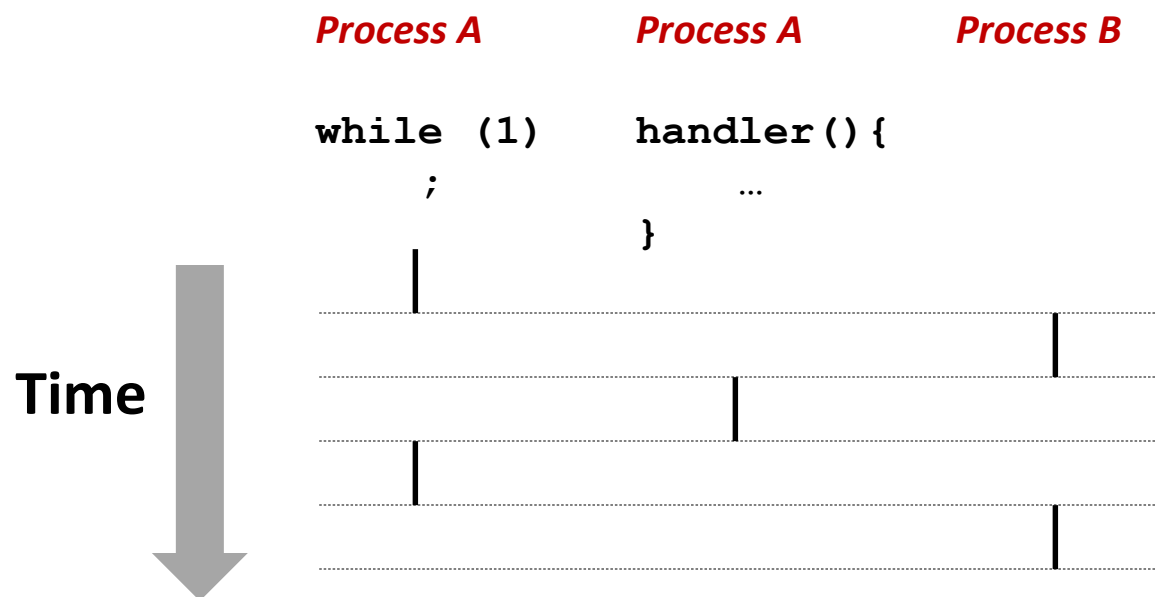 Process A Process A Process B
while (1) handler(){
; …
}
Time